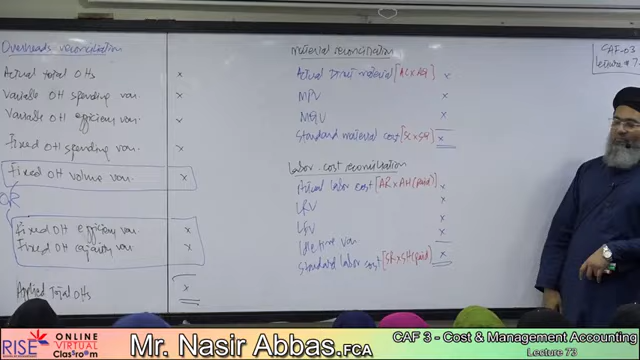 Overheads reconciliation
Actual Total OHs x
Variable OH spending var. x
Variable OH efficiency var. x
Fixed OH spending var. x
Fixed OH volume var. x
OR
Fixed OH efficiency var. x
Fixed OH capacity var. x
Applied Total OHs x
Material reconciliation
Actual Direct material [AC x AQ] x
MPV x
MQV x
Standard material cost [SC x SQ] x
Labor cost reconciliation
Actual labor cost [AR x AH (paid)] x
LRV x
LEV x
Idle time var x
Standard labor cost [SR x SH (paid)] x
CAF-03
Lecture # 7
RISE ONLINE VIRTUAL Classroom
Mr. Nasir Abbas.FCA
CAF 3 - Cost & Management Accounting
Lecture 73